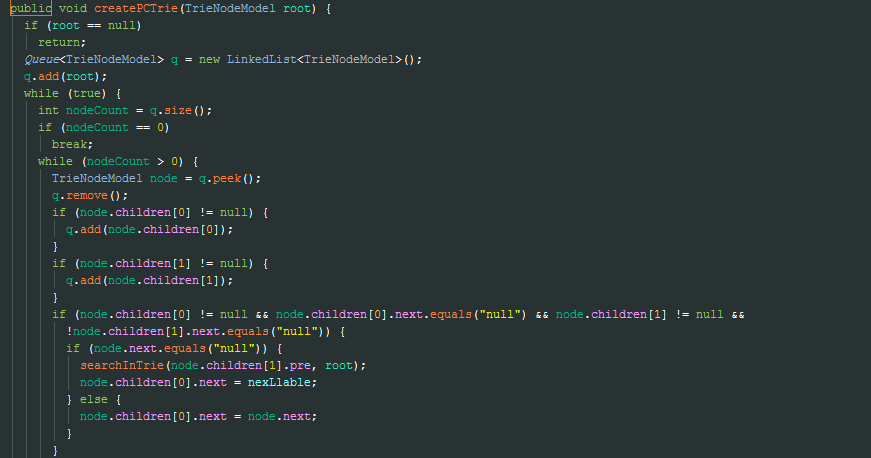 public void createPCTrie(TrieNodeModel root) {
if (root == null)
return;
Queue<TrieNodeModel> q = new LinkedList<TrieNodeModel>();
q.add(root);
while (true) {
int nodeCount = q.size();
if (nodeCount == 0)
break;
while (nodeCount > 0) {
TrieNodeModel node = q.peek();
q.remove();
if (node.children[0] != null) {
q.add(node.children[0]);
}
if (node.children[1] != null) {
q.add(node.children[1]);
}
if (node.children[0] != null && node.children[0].next.equals("null") && node.children[1] != null &&
!node.children[1].next.equals("null")) {
if (node.next.equals("null")) {
searchInTrie(node.children[1].pre, root);
node.children[0].next = nexLlable;
} else {
node.children[0].next = node.next;
}
}